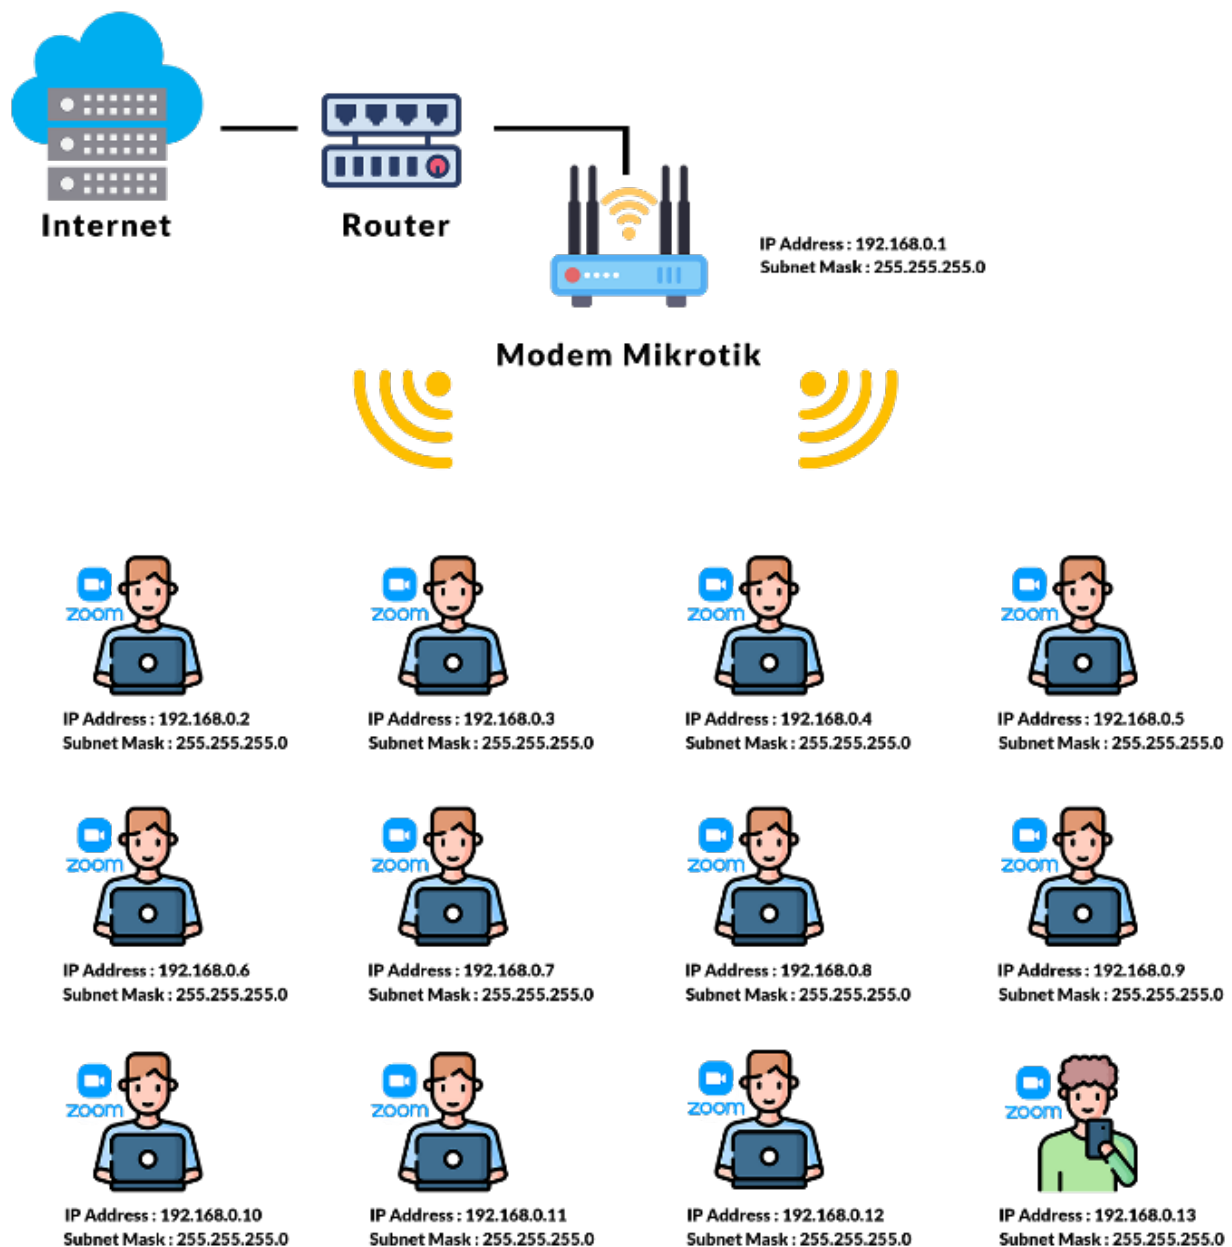 Internet
Router
IP Address : 192.168.0.1
Subnet Mask : 255.255.255.0
Modem Mikrotik
zoom
zoom
zoom
zoom
IP Address : 192.168.0.2
Subnet Mask : 255.255.255.0
IP Address : 192.168.0.3
Subnet Mask : 255.255.255.0
IP Address : 192.168.0.4
Subnet Mask : 255.255.255.0
IP Address : 192.168.0.5
Subnet Mask : 255.255.255.0
zoom
zoom
zoom
zoom
IP Address : 192.168.0.6
Subnet Mask : 255.255.255.0
IP Address : 192.168.0.7
Subnet Mask : 255.255.255.0
IP Address : 192.168.0.8
Subnet Mask : 255.255.255.0
IP Address : 192.168.0.9
Subnet Mask : 255.255.255.0
zoom
zoom
zoom
zoom
IP Address : 192.168.0.10
Subnet Mask : 255.255.255.0
IP Address : 192.168.0.11
Subnet Mask : 255.255.255.0
IP Address : 192.168.0.12
Subnet Mask : 255.255.255.0
IP Address : 192.168.0.13
Subnet Mask : 255.255.255.0